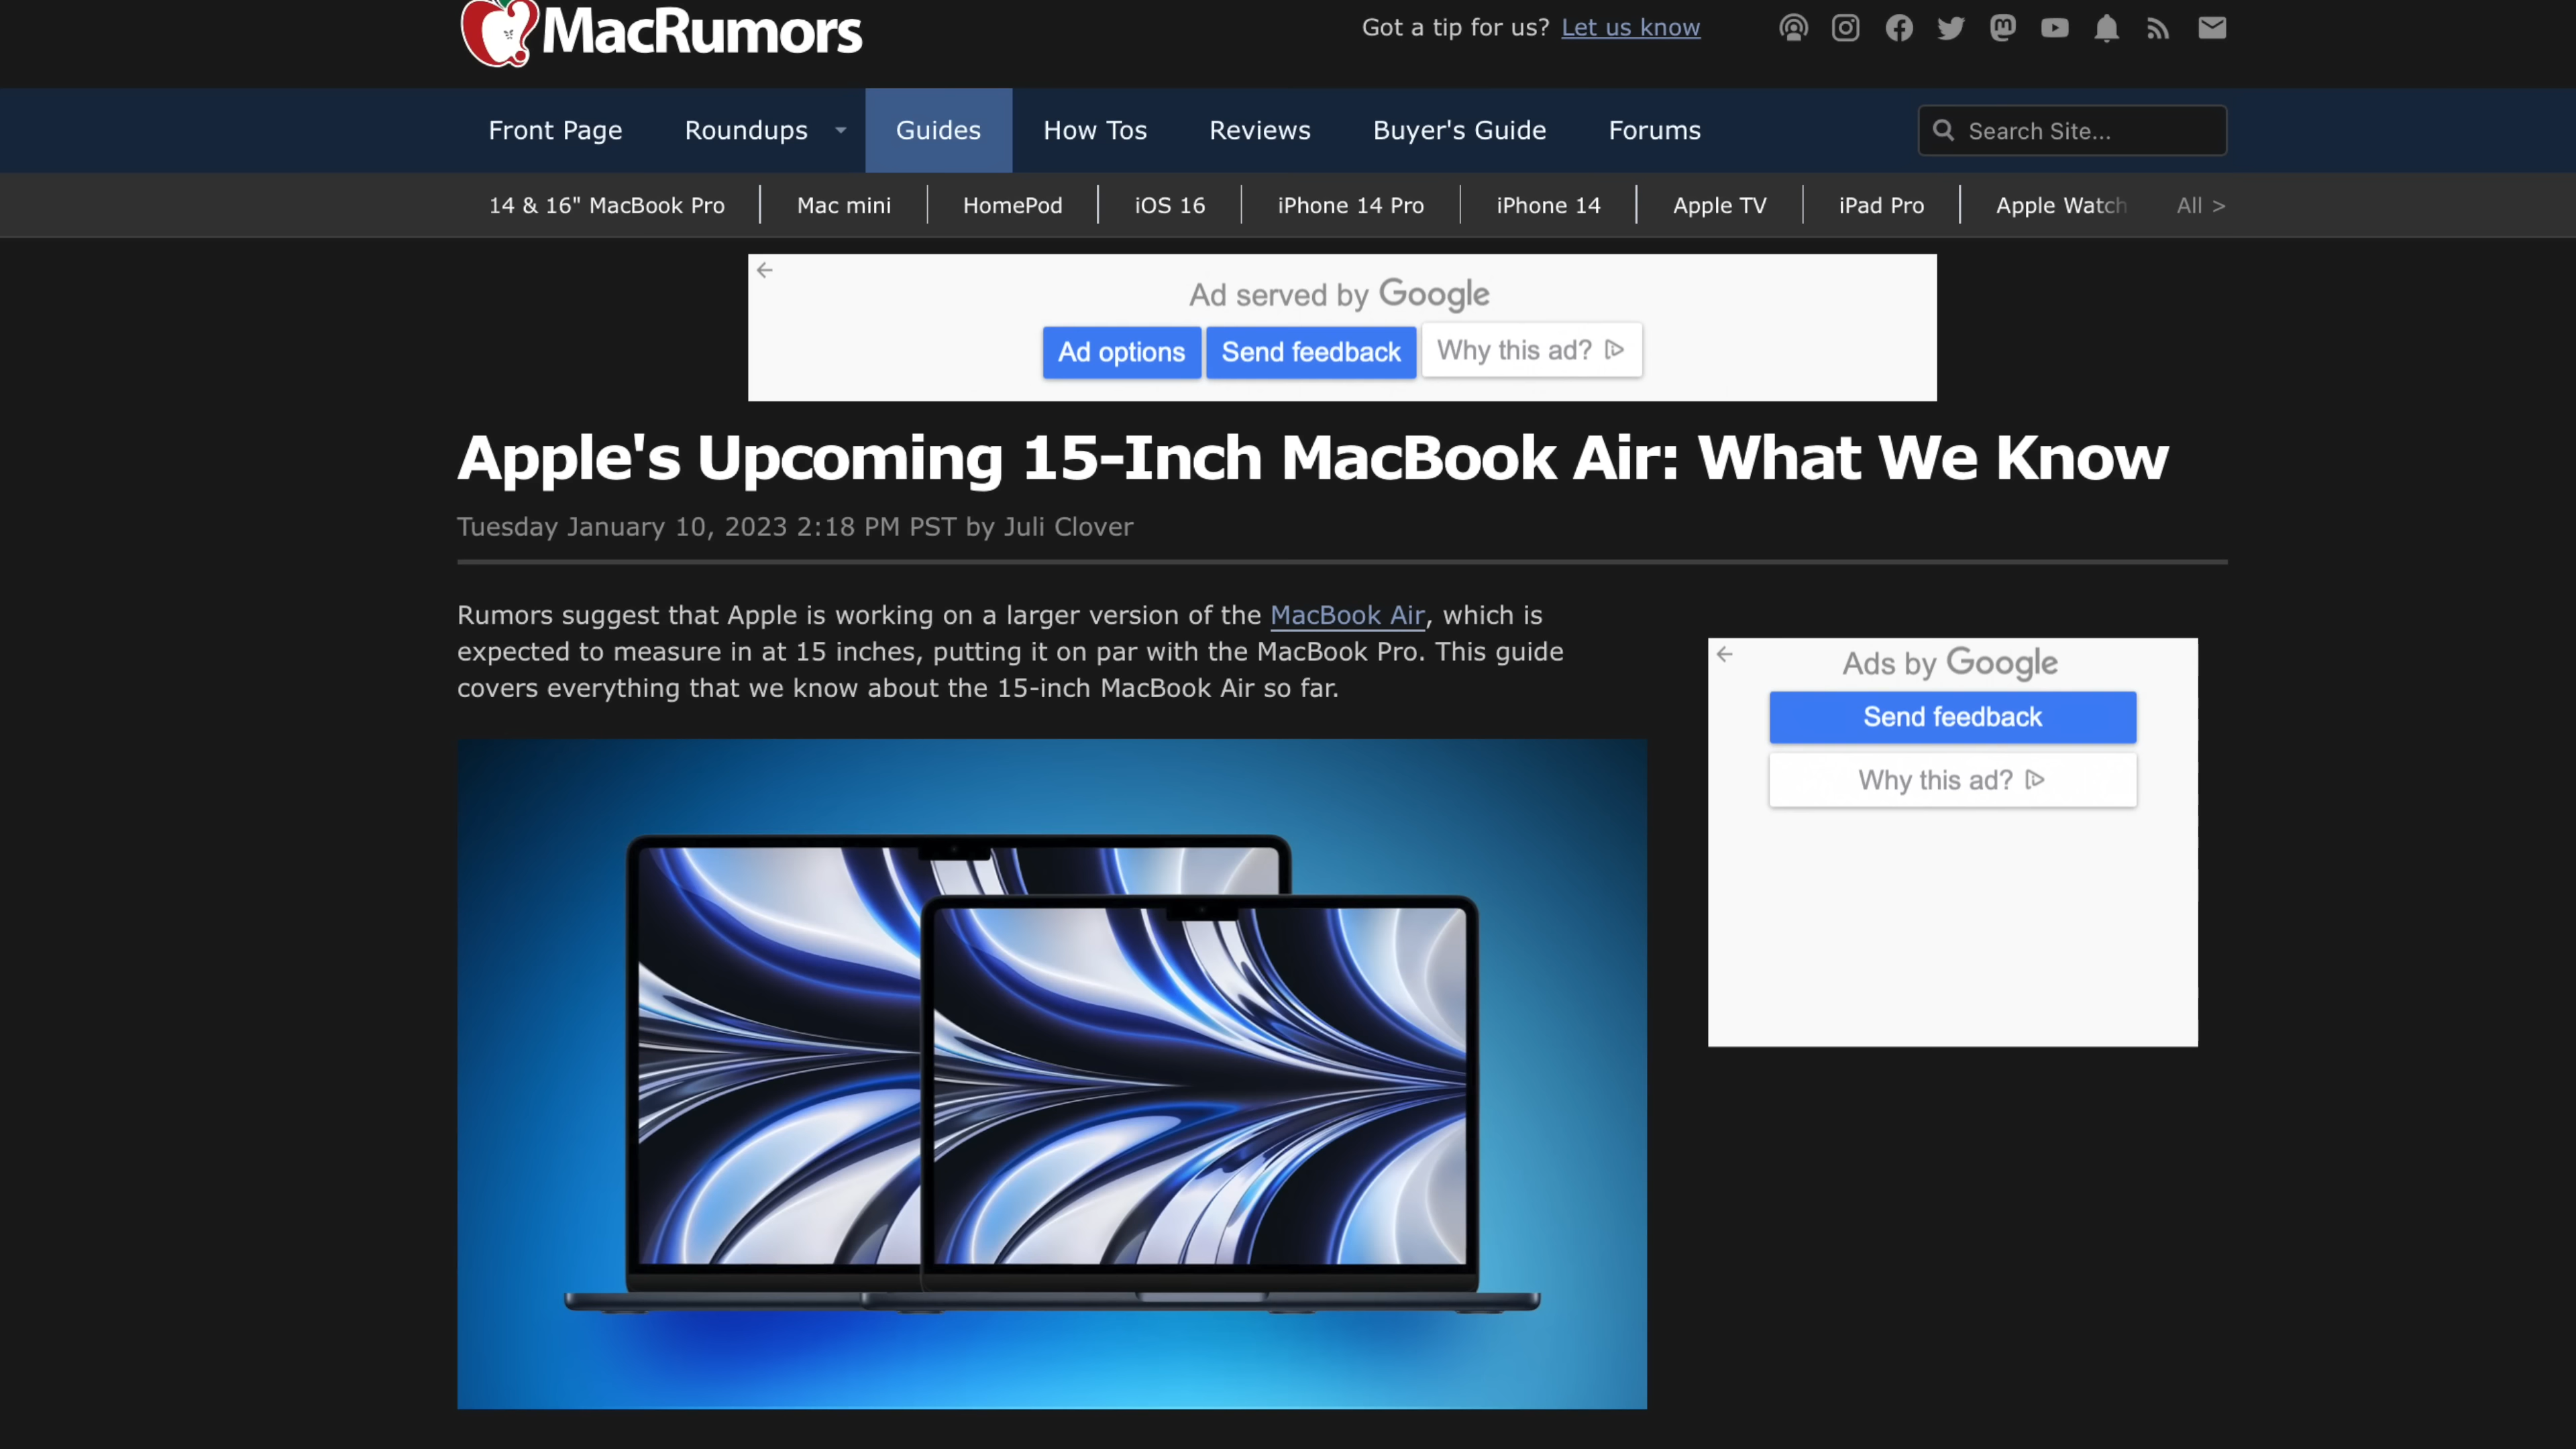 MacRumors
Got a tip for us? Let us know
Front Page Roundups Guides How Tos Reviews Buyer's Guide Forums Search Site...
14 & 16" MacBook Pro Mac mini HomePod iOS 16 iPhone 14 Pro iPhone 14 Apple TV iPad Pro Apple Watch All >
Ad served by Google
Ad options Send feedback Why this ad?
Apple's Upcoming 15-Inch MacBook Air: What We Know
Tuesday January 10, 2023 2:18 PM PST by Juli Clover
Rumors suggest that Apple is working on a larger version of the MacBook Air, which is
expected to measure in at 15 inches, putting it on par with the MacBook Pro. This guide
covers everything that we know about the 15-inch MacBook Air so far.
Ads by Google
Send feedback
Why this ad?